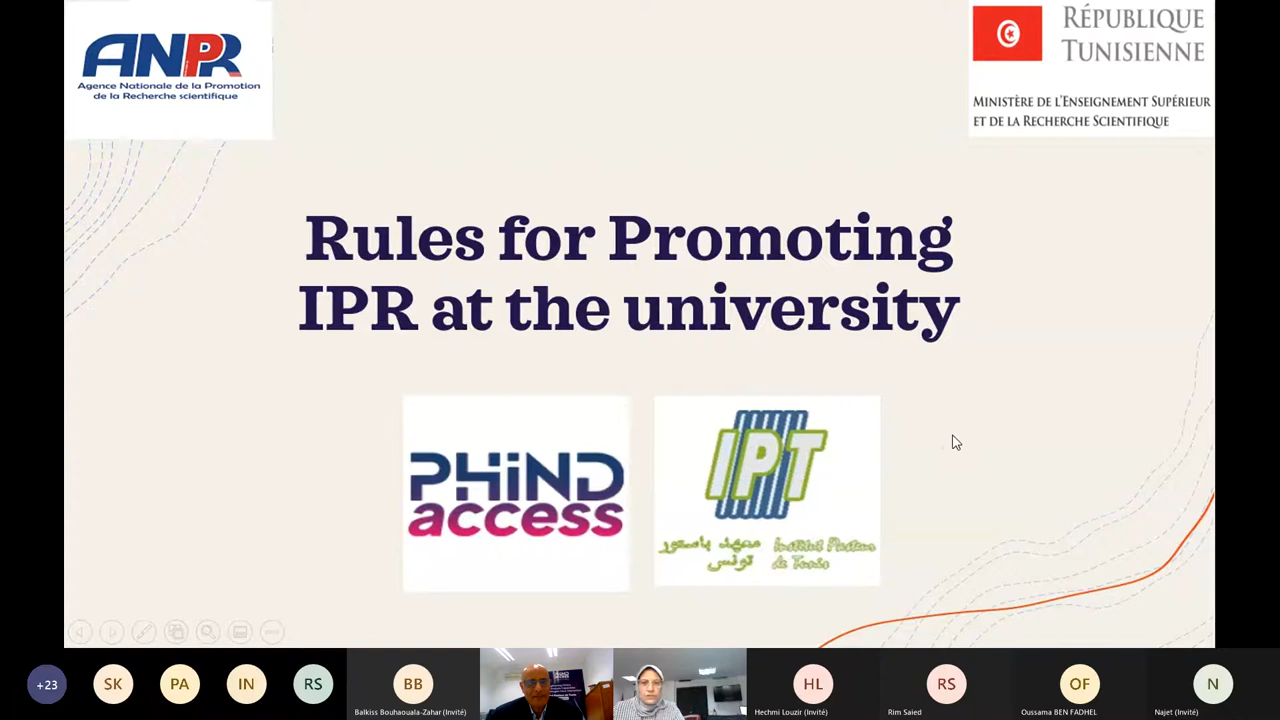 ANPR
Agence Nationale de la Promotion
de la Recherche scientifique
RÉPUBLIQUE
TUNISIENNE
MINISTÈRE DE L'ENSEIGNEMENT SUPÉRIEUR
ET DE LA RECHERCHE SCIENTIFIQUE
Rules for Promoting
IPR at the university
PHIND
access
IPT
معهد باستور
تونس
Institut Pasteur
de Tunis
+23
SK
PA
IN
RS
BB
Balkiss Bouhaouala-Zahar (Invité)
HL
Hechmi Louzir (Invité)
RS
Rim Saied
OF
Oussama BEN FADHEL
N
Najet (Invité)